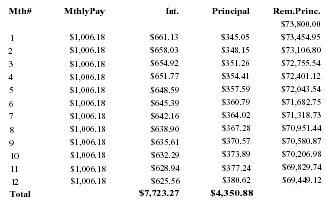 Mth# MthlyPay Int. Principal Rem.Princ.
$73,800.00
1 $1,006.18 $661.13 $345.05 $73,454.95
2 $1,006.18 $658.03 $348.15 $73,106.80
3 $1,006.18 $654.92 $351.26 $72,755.54
4 $1,006.18 $651.77 $354.41 $72,401.12
5 $1,006.18 $648.59 $357.59 $72,043.54
6 $1,006.18 $645.39 $360.79 $71,682.75
7 $1,006.18 $642.16 $364.02 $71,318.73
8 $1,006.18 $638.90 $367.28 $70,951.44
9 $1,006.18 $635.61 $370.57 $70,580.87
10 $1,006.18 $632.29 $373.89 $70,206.98
11 $1,006.18 $628.94 $377.24 $69,829.74
12 $1,006.18 $625.56 $380.62 $69,449.12
Total $7,723.27 $4,350.88